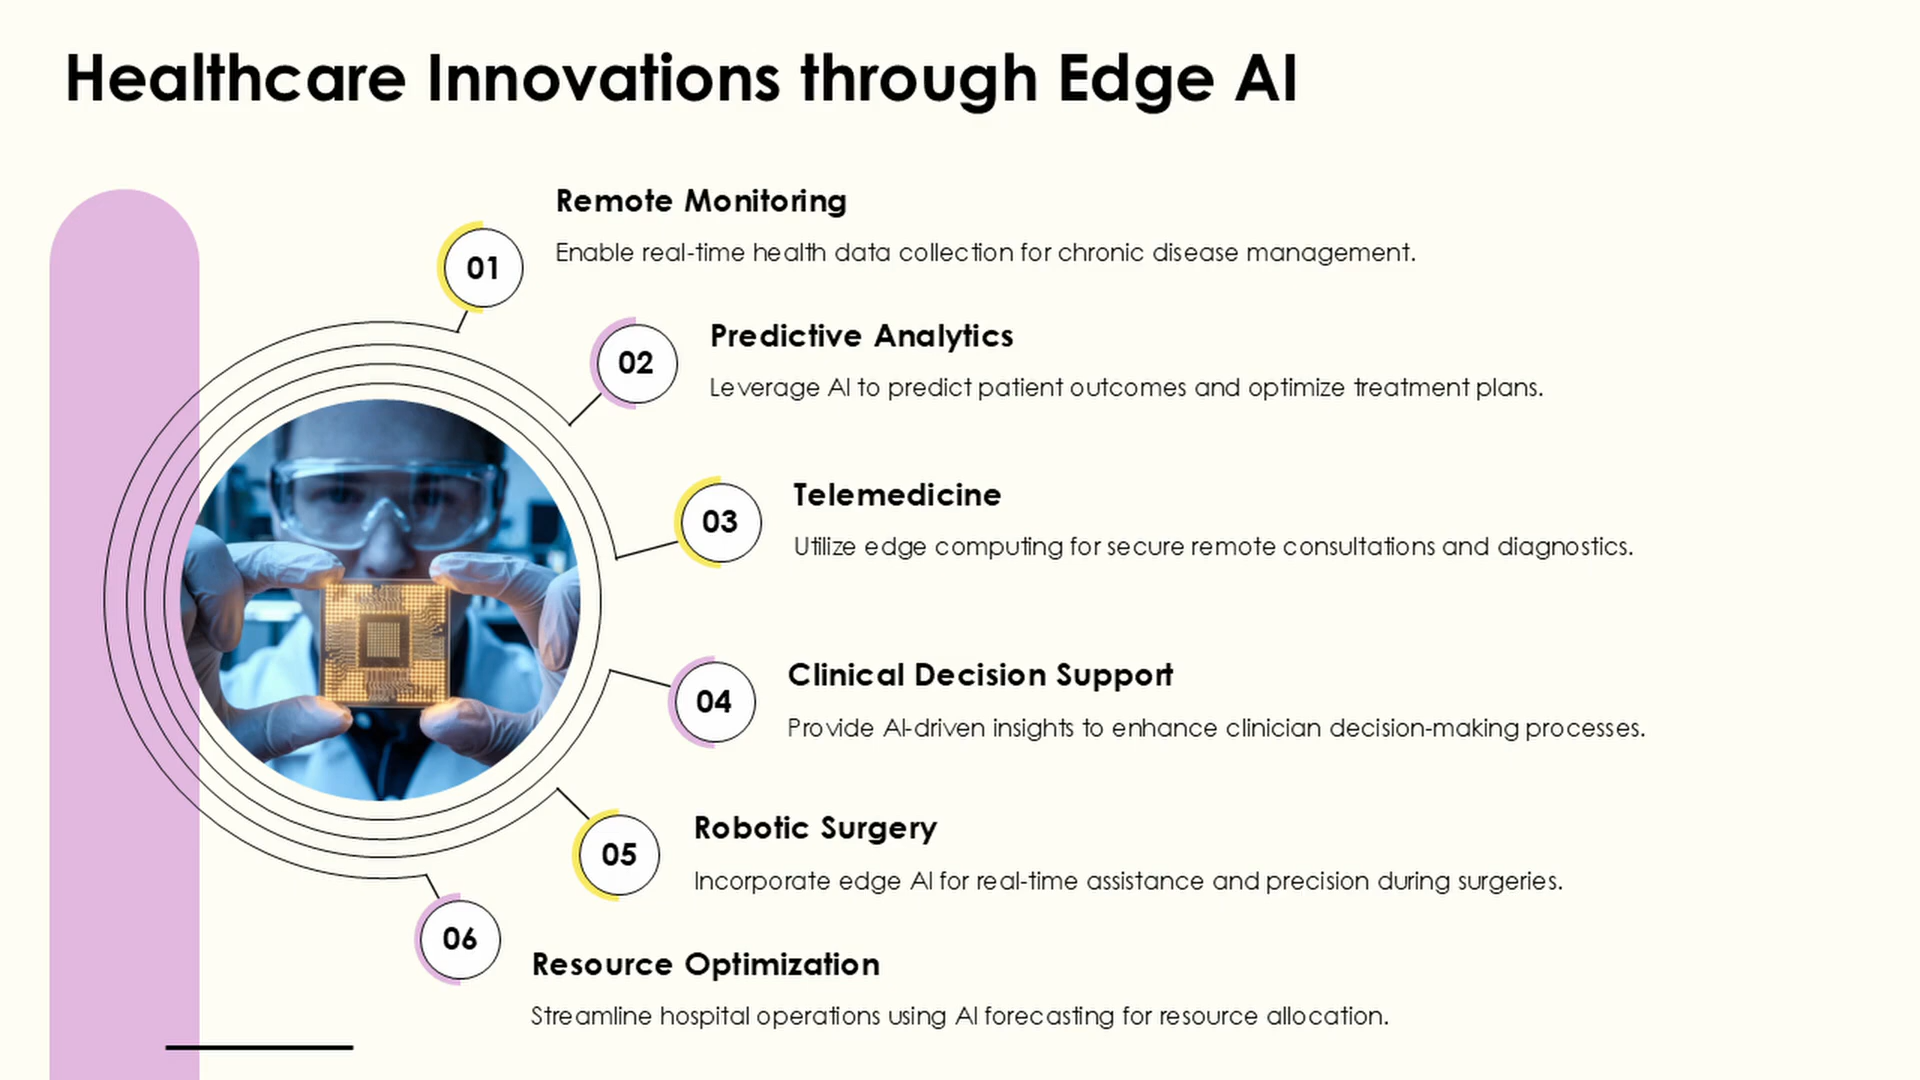 Healthcare Innovations through Edge AI
Remote Monitoring
01
Enable real-time health data collection for chronic disease management.
02
Predictive Analytics
Leverage AI to predict patient outcomes and optimize treatment plans.
03
Telemedicine
Utilize edge computing for secure remote consultations and diagnostics.
04
Clinical Decision Support
Provide AI-driven insights to enhance clinician decision-making processes.
05
Robotic Surgery
Incorporate edge AI for real-time assistance and precision during surgeries.
06
Resource Optimization
Streamline hospital operations using AI forecasting for resource allocation.